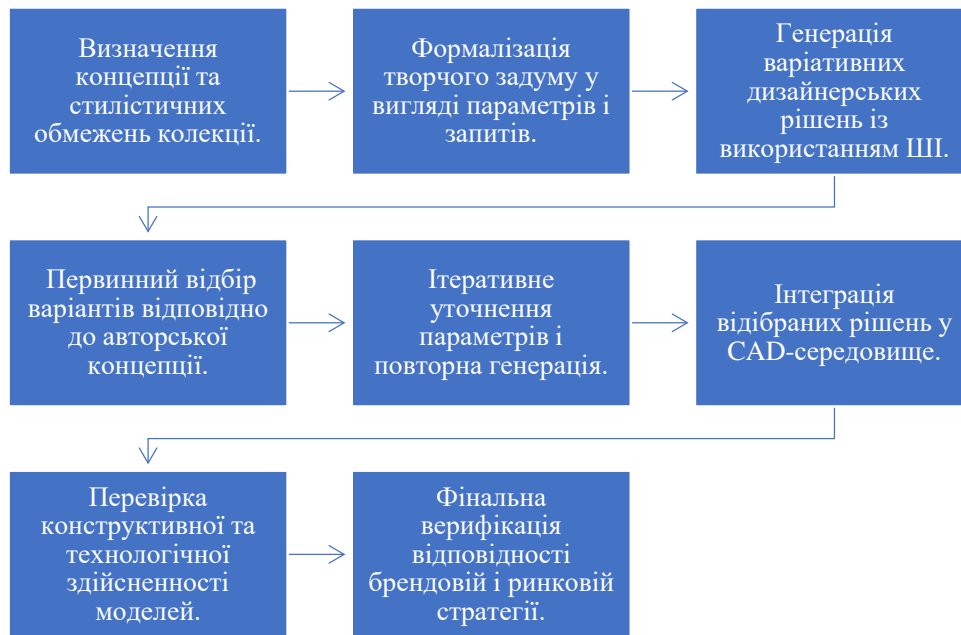 Визначення
концепції та
стилістичних
обмежень колекції.
Формалізація
творчого задуму у
вигляді параметрів і
запитів.
Генерація
варіативних
дизайнерських
рішень із
використанням ШІ.
Первинний відбір
варіантів відповідно
до авторської
концепції.
Ітеративне
уточнення
параметрів і
повторна генерація.
Інтеграція
відібраних рішень у
CAD-середовище.
Перевірка
конструктивної та
технологічної
здійсненності
моделей.
Фінальна
верифікація
відповідності
брендовій і ринковій
стратегії.